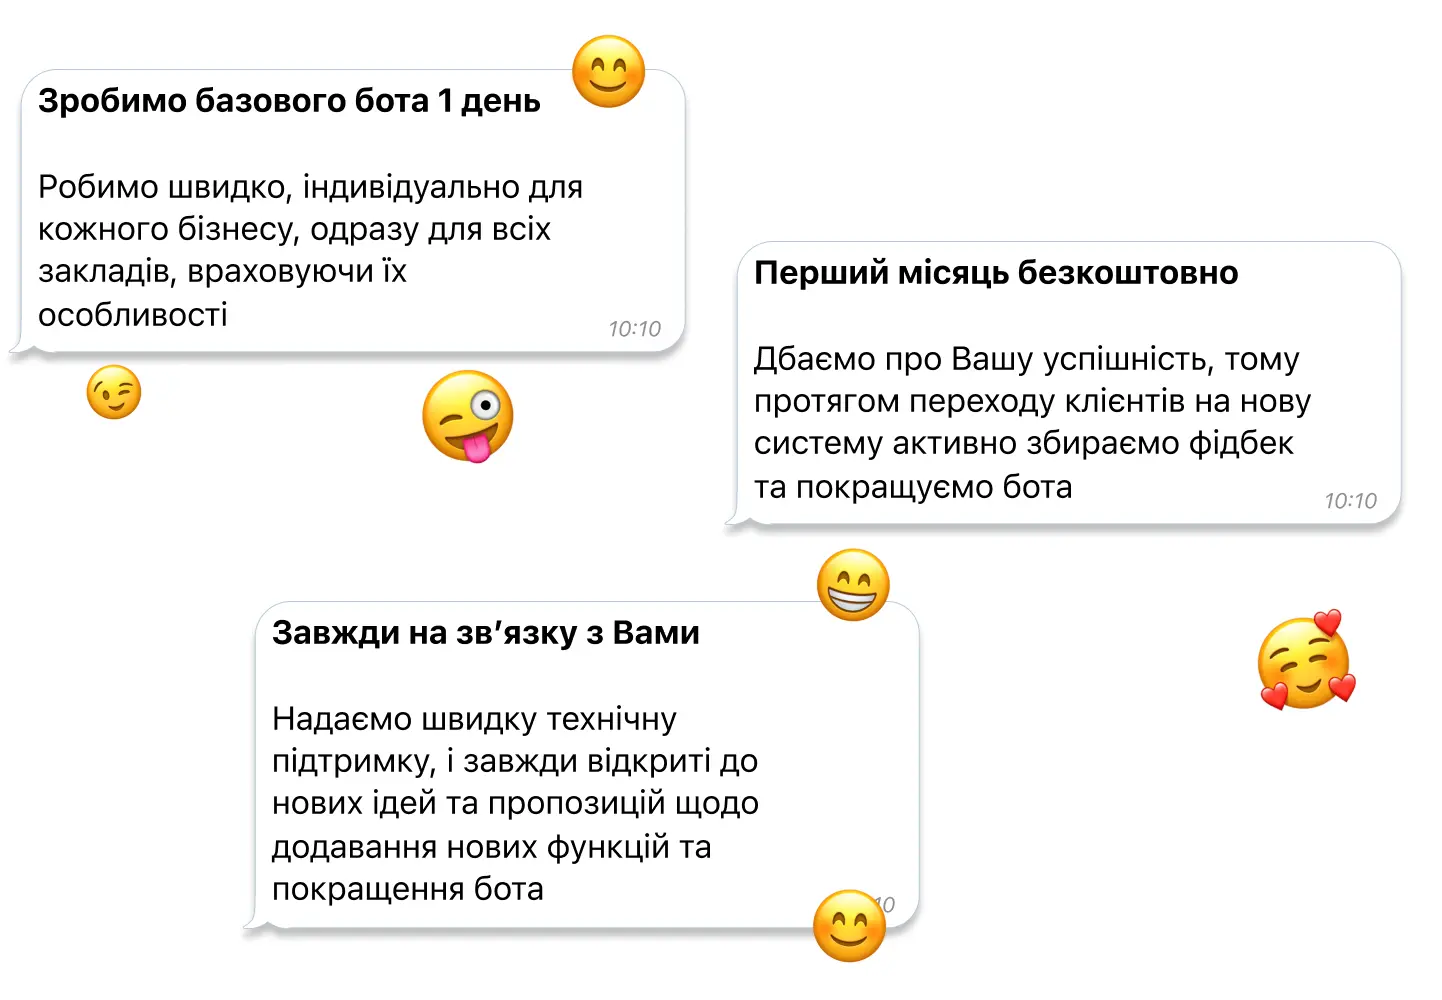 Зробимо базового бота 1 день
Робимо швидко, індивідуально для
кожного бізнесу, одразу для всіх
закладів, враховуючи їх
особливості
10:10
Перший місяць безкоштовно
Дбаємо про Вашу успішність, тому
протягом переходу клієнтів на нову
систему активно збираємо фідбек
та покращуємо бота
10:10
Завжди на зв’язку з Вами
Надаємо швидку технічну
підтримку, і завжди відкриті до
нових ідей та пропозицій щодо
додавання нових функцій та
покращення бота